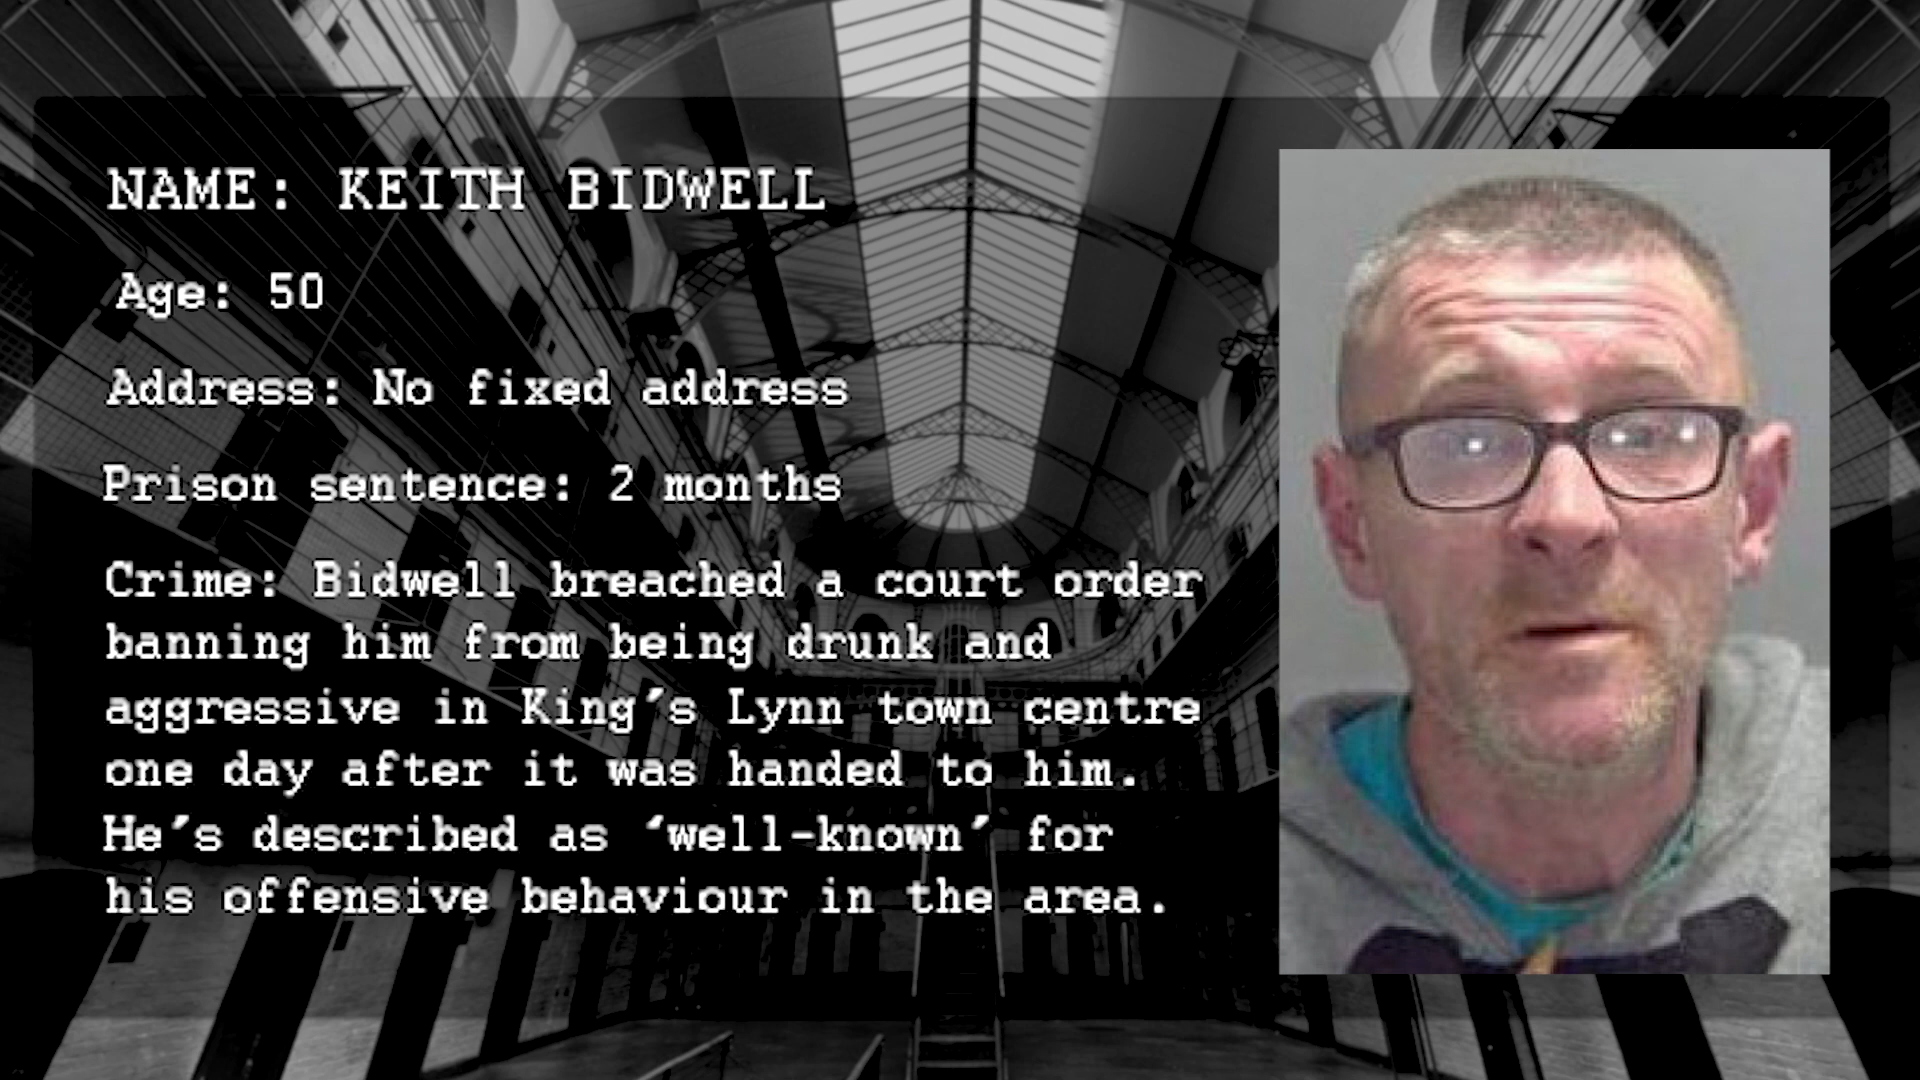 NAME: KEITH BIDWELL
Age: 50
Address: No fixed address
Prison sentence: 2 months
Crime: Bidwell breached a court order
banning him from being drunk and
aggressive in King’s Lynn town centre
one day after it was handed to him.
He’s described as ‘well-known’ for
his offensive behaviour in the area.